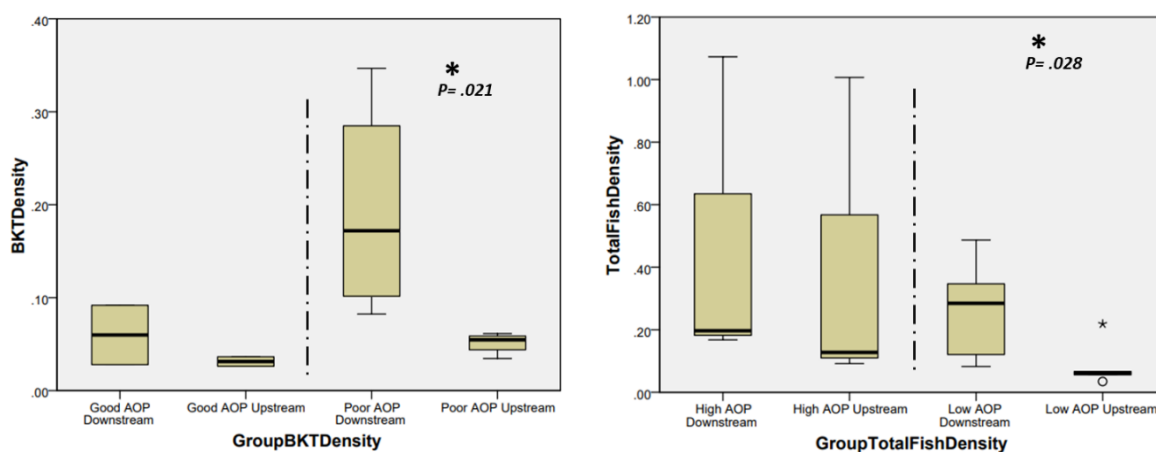 .40
.30
.20
.10
.00
BKTDensity
*
P= .021
Good AOP
Downstream
Good AOP Upstream
Poor AOP
Downstream
Poor AOP Upstream
GroupBKTDensity
1.20
1.00
.80
.60
.40
.20
.00
TotalFishDensity
*
P= .028
*
High AOP
Downstream
High AOP Upstream
Low AOP
Downstream
Low AOP Upstream
GroupTotalFishDensity